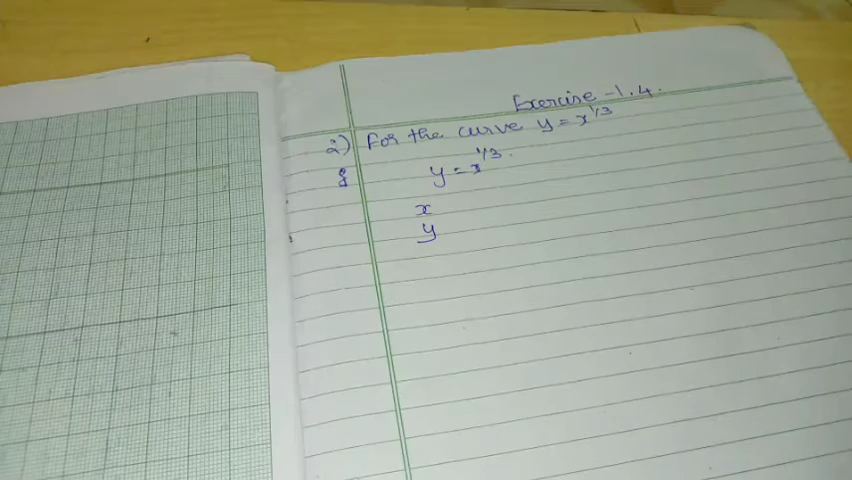 Exercise - 1.4.
2) For the curve y = x^1/3
y = x^1/3.
x
y